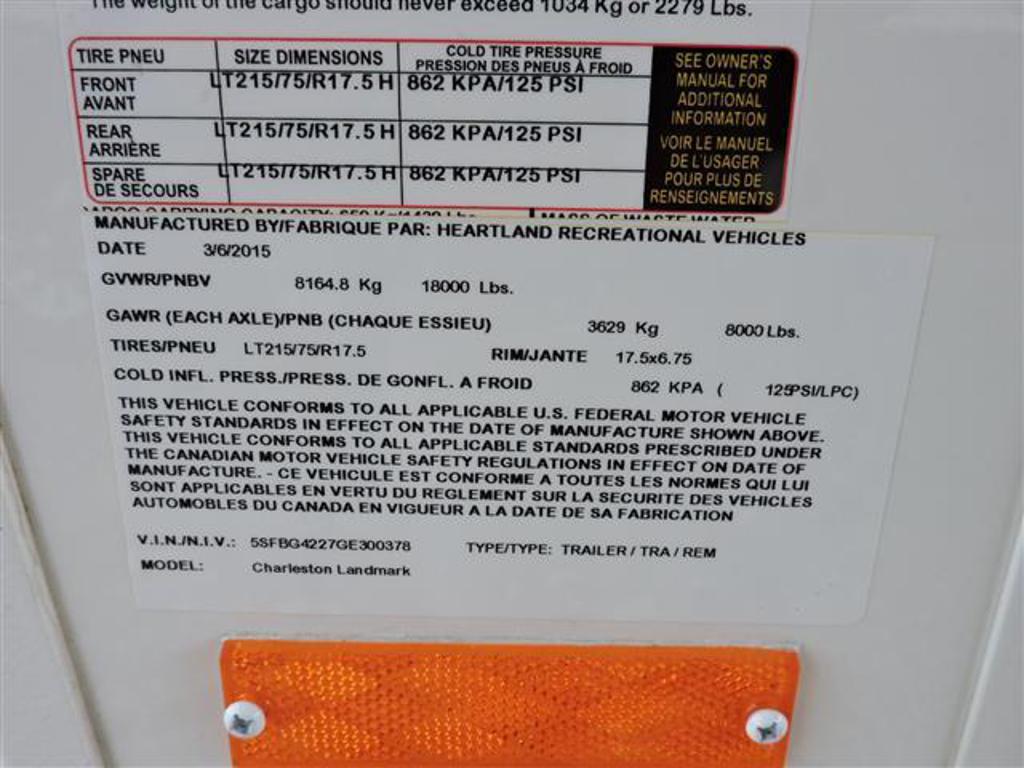 The weight of the cargo should never exceed 1034 Kg or 2279 Lbs.
TIRE PNEU SIZE DIMENSIONS COLD TIRE PRESSURE PRESSION DES PNEUS À FROID
FRONT AVANT LT215/75/R17.5 H 862 KPA/125 PSI
REAR ARRIÈRE LT215/75/R17.5 H 862 KPA/125 PSI
SPARE DE SECOURS LT215/75/R17.5 H 862 KPA/125 PSI
SEE OWNER'S
MANUAL FOR
ADDITIONAL
INFORMATION
VOIR LE MANUEL
DE L'USAGER
POUR PLUS DE
RENSEIGNEMENTS
MANUFACTURED BY/FABRIQUE PAR: HEARTLAND RECREATIONAL VEHICLES
DATE 3/6/2015
GVWR/PNBV 8164.8 Kg 18000 Lbs.
GAWR (EACH AXLE)/PNB (CHAQUE ESSIEU) 3629 Kg 8000 Lbs.
TIRES/PNEU LT215/75/R17.5 RIM/JANTE 17.5x6.75
COLD INFL. PRESS./PRESS. DE GONFL. A FROID 862 KPA ( 125PSI/LPC)
THIS VEHICLE CONFORMS TO ALL APPLICABLE U.S. FEDERAL MOTOR VEHICLE
SAFETY STANDARDS IN EFFECT ON THE DATE OF MANUFACTURE SHOWN ABOVE.
THIS VEHICLE CONFORMS TO ALL APPLICABLE STANDARDS PRESCRIBED UNDER
THE CANADIAN MOTOR VEHICLE SAFETY REGULATIONS IN EFFECT ON DATE OF
MANUFACTURE. - CE VEHICULE EST CONFORME A TOUTES LES NORMES QUI LUI
SONT APPLICABLES EN VERTU DU REGLEMENT SUR LA SECURITE DES VEHICLES
AUTOMOBILES DU CANADA EN VIGUEUR A LA DATE DE SA FABRICATION
V.I.N./N.I.V.: 5SFBG4227GE300378 TYPE/TYPE: TRAILER / TRA / REM
MODEL: Charleston Landmark